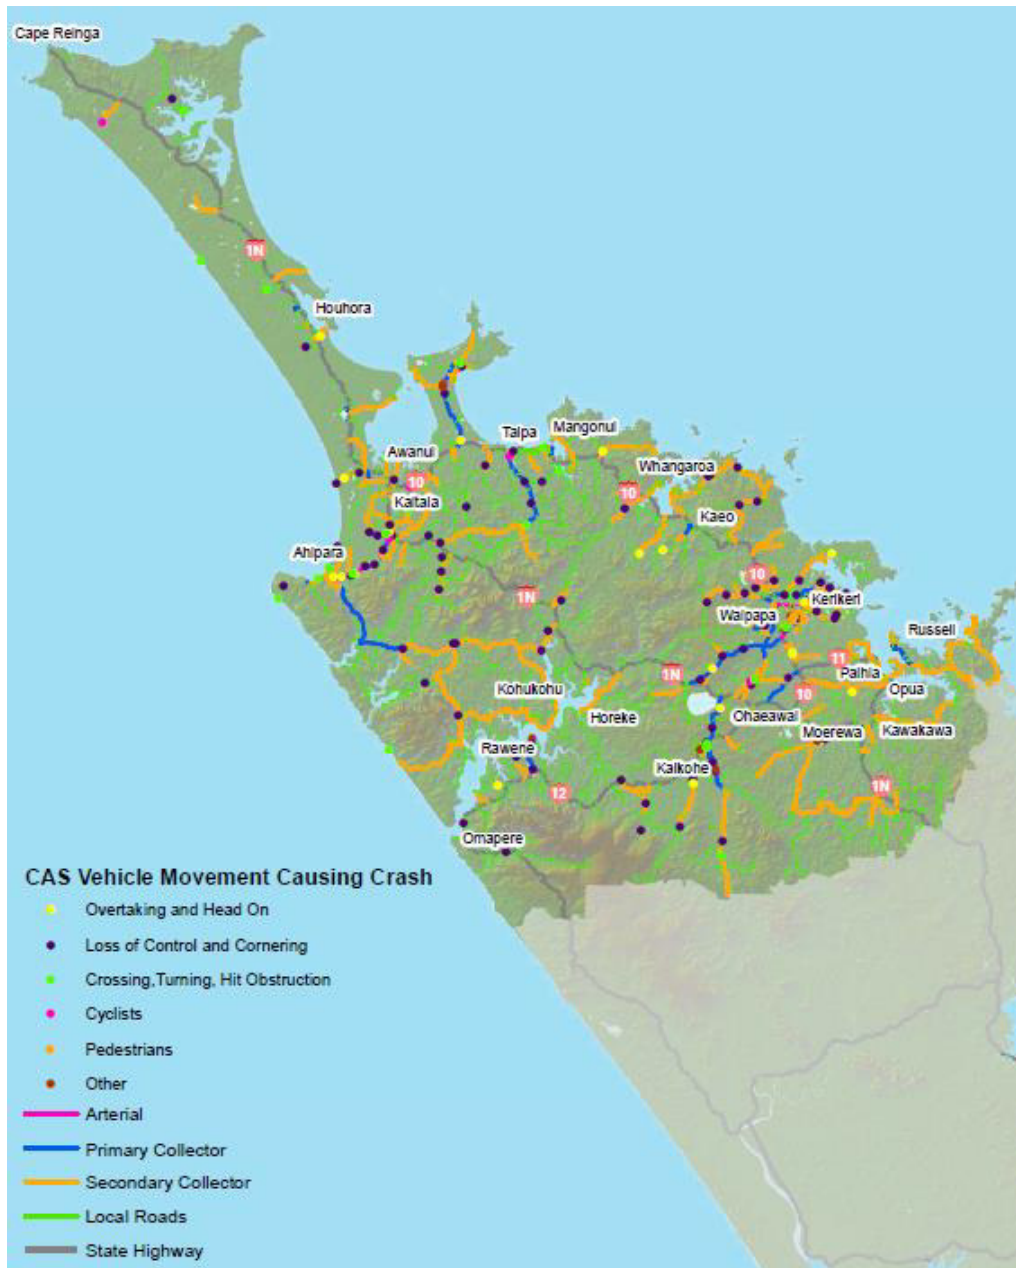 Cape Reinga
1N
Houhora
Taipa
Mangonui
Awanui
Whangaroa
10
10
Kaitaia
Kaeo
Ahipara
10
1N
Kerikeri
Waipapa
Russell
11
1N
Paihia
Kohukohu
10
Opua
Horeke
Ohaeawai
Moerewa
Kawakawa
Rawene
Kaikohe
12
1N
Omapere
CAS Vehicle Movement Causing Crash
Overtaking and Head On
Loss of Control and Cornering
Crossing,Turning, Hit Obstruction
Cyclists
Pedestrians
Other
Arterial
Primary Collector
Secondary Collector
Local Roads
State Highway